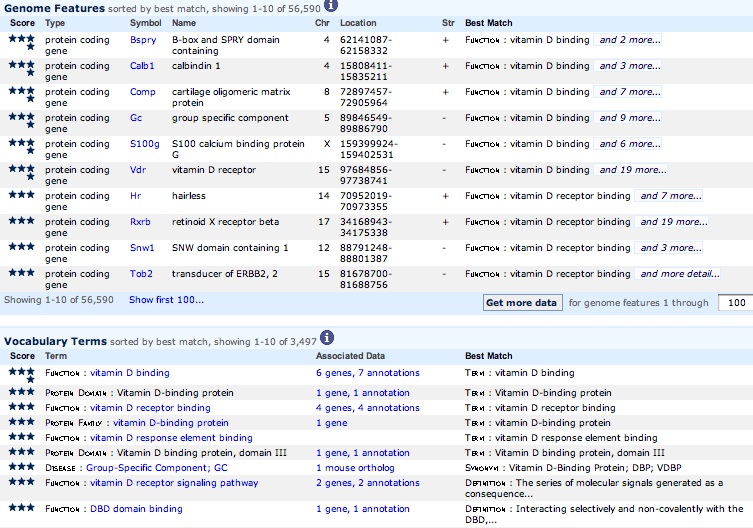 Genome Features sorted by best match, showing 1-10 of 56,590
Score Type Symbol Name Chr Location Str Best Match
protein coding gene Bspry B-box and SPRY domain containing 4 62141087-62158332 + Function : vitamin D binding and 2 more...
protein coding gene Calb1 calbindin 1 4 15808411-15835211 + Function : vitamin D binding and 3 more...
protein coding gene Comp cartilage oligomeric matrix protein 8 72897457-72905964 + Function : vitamin D binding and 7 more...
protein coding gene Gc group specific component 5 89846549-89886790 - Function : vitamin D binding and 9 more...
protein coding gene S100g S100 calcium binding protein G X 159399924-159402531 - Function : vitamin D binding and 6 more...
protein coding gene Vdr vitamin D receptor 15 97684856-97738741 - Function : vitamin D binding and 19 more...
protein coding gene Hr hairless 14 70952019-70973355 + Function : vitamin D receptor binding and 7 more...
protein coding gene Rxrb retinoid X receptor beta 17 34168943-34175338 + Function : vitamin D receptor binding and 19 more...
protein coding gene Snw1 SNW domain containing 1 12 88791248-88801387 - Function : vitamin D receptor binding and 3 more...
protein coding gene Tob2 transducer of ERBB2, 2 15 81678700-81688756 - Function : vitamin D receptor binding and more detail...
Showing 1-10 of 56,590 Show first 100... Get more data for genome features 1 through 100
Vocabulary Terms sorted by best match, showing 1-10 of 3,497
Score Term Associated Data Best Match
Function : vitamin D binding 6 genes, 7 annotations Term : vitamin D binding
Protein Domain : Vitamin D-binding protein 1 gene, 1 annotation Term : Vitamin D-binding protein
Function : vitamin D receptor binding 4 genes, 4 annotations Term : vitamin D receptor binding
Protein Family : vitamin D-binding protein 1 gene Term : vitamin D-binding protein
Function : vitamin D response element binding Term : vitamin D response element binding
Protein Domain : Vitamin D binding protein, domain III 1 gene, 1 annotation Term : Vitamin D binding protein, domain III
Disease : Group-Specific Component; GC 1 mouse ortholog Synonym : Vitamin D-Binding Protein; DBP; VDBP
Function : vitamin D receptor signaling pathway 2 genes, 2 annotations Definition : The series of molecular signals generated as a consequence...
Function : DBD domain binding 1 gene, 1 annotation Definition : Interacting selectively and non-covalently with the DBD,...